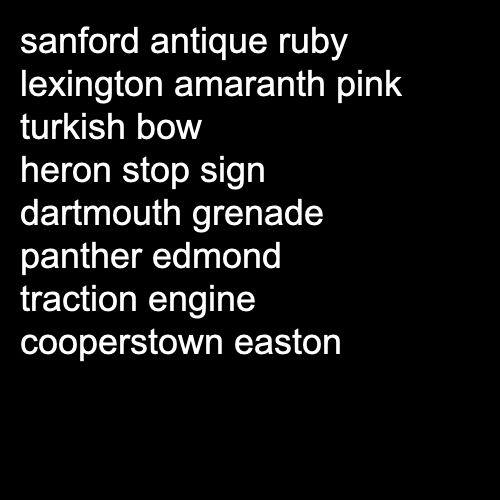 sanford antique ruby
lexington amaranth pink
turkish bow
heron stop sign
dartmouth grenade
panther edmond
traction engine
cooperstown easton